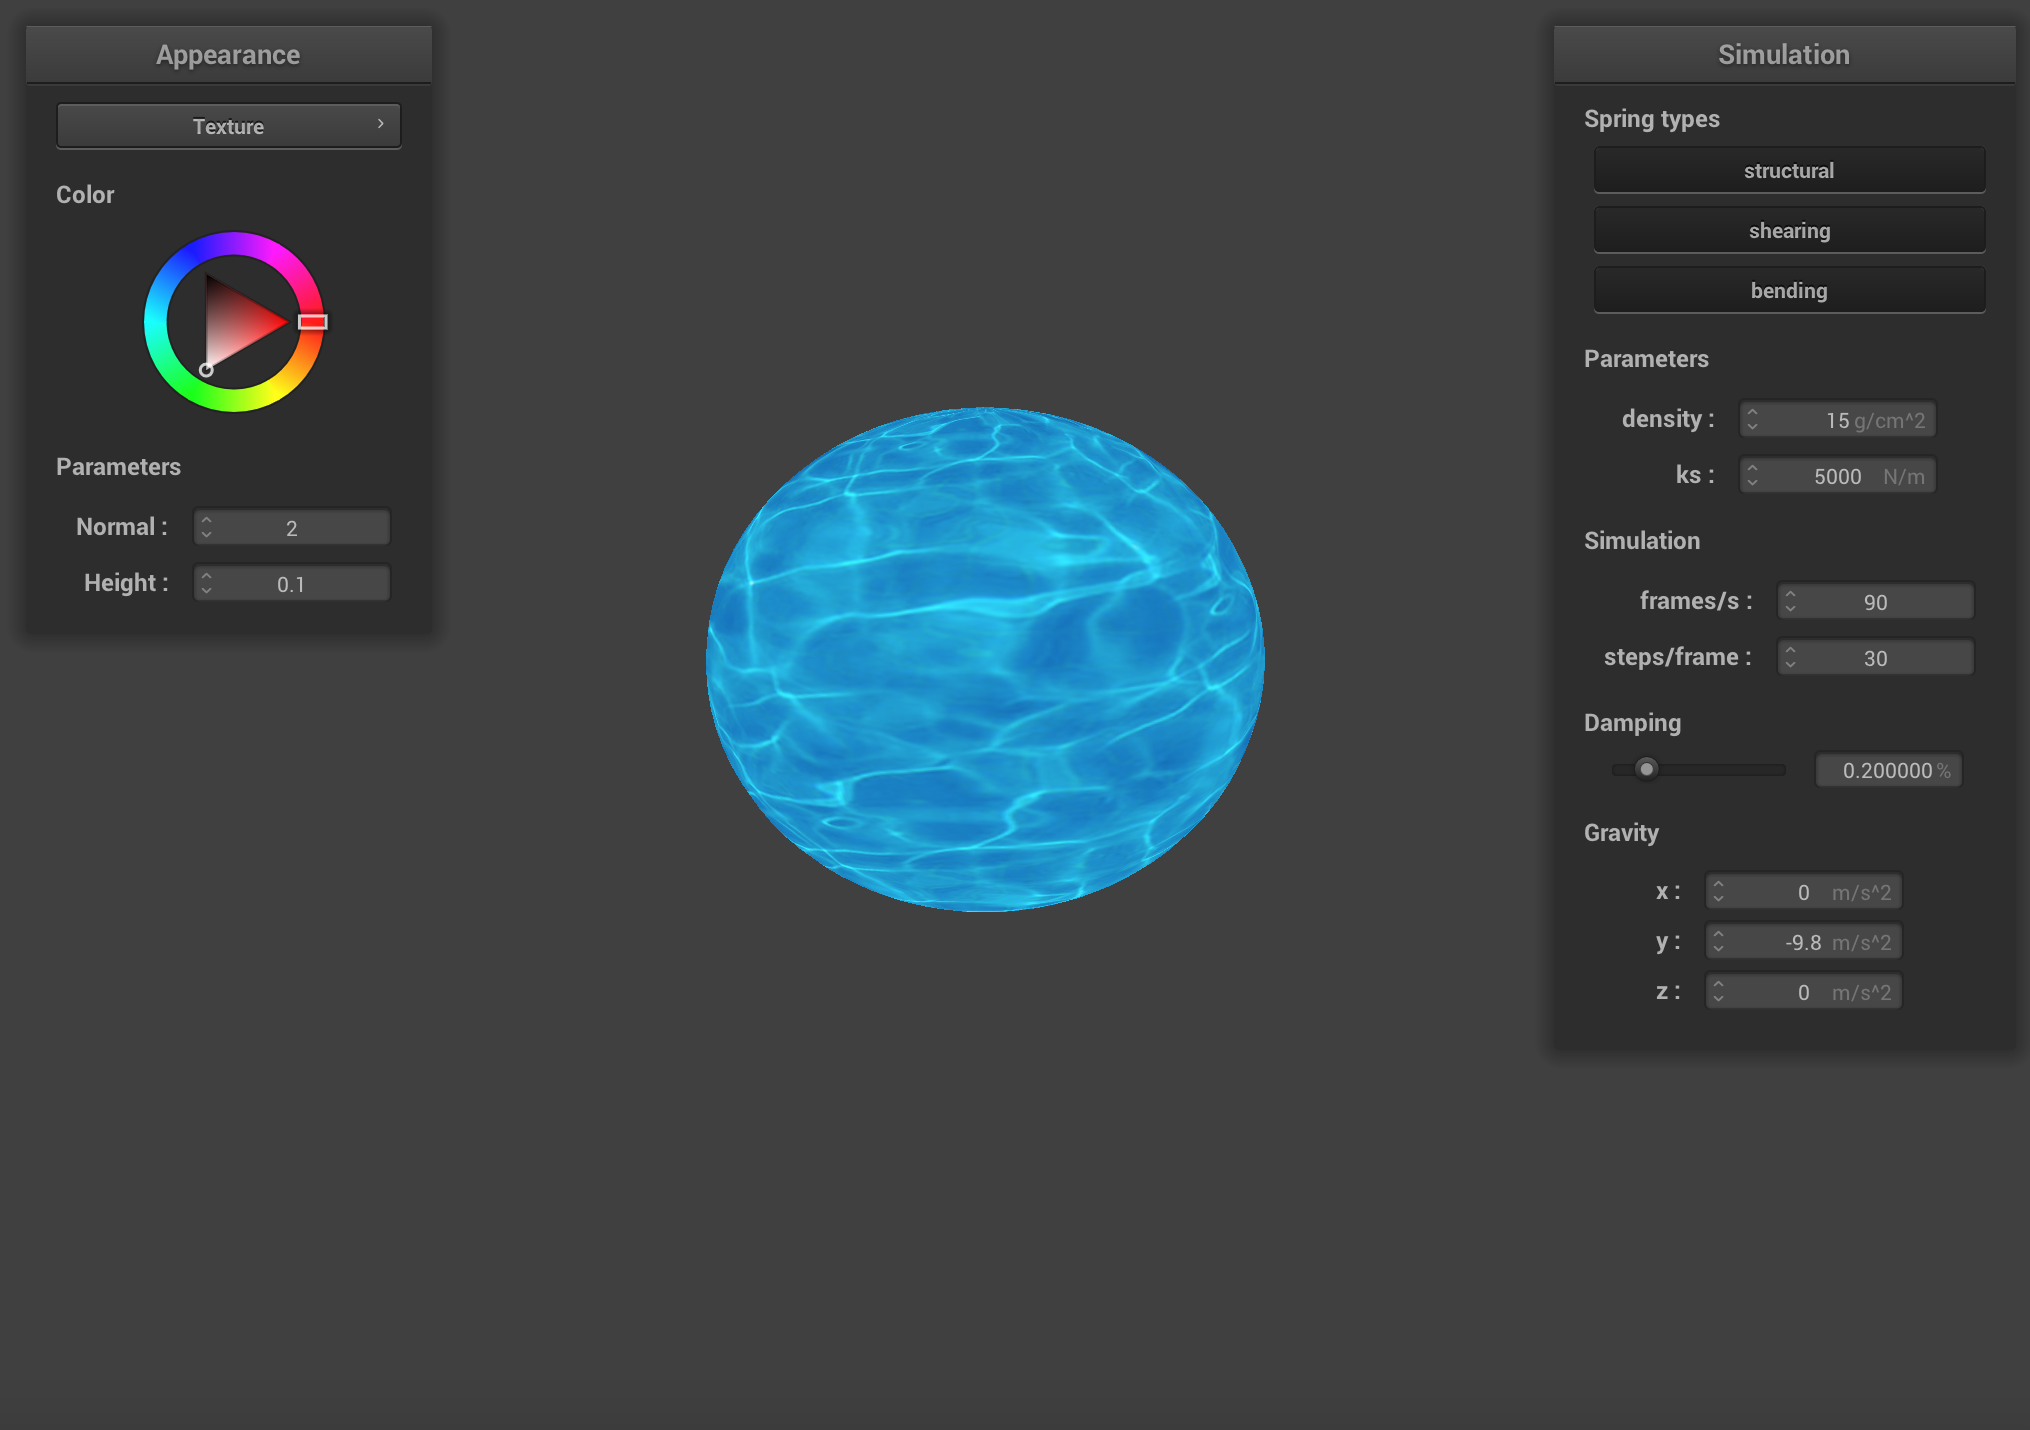 Appearance
Texture
Color
Parameters
Normal : 2
Height : 0.1
Simulation
Spring types
structural
shearing
bending
Parameters
density : 15 g/cm^2
ks : 5000 N/m
Simulation
frames/s : 90
steps/frame : 30
Damping
0.200000 %
Gravity
x : 0 m/s^2
y : -9.8 m/s^2
z : 0 m/s^2